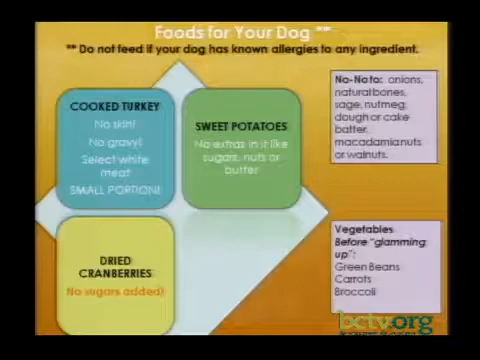 Foods for Your Dog **
** Do not feed if your dog has known allergies to any ingredient.
COOKED TURKEY
No skin!
No gravy!
Select white
meat
SMALL PORTION!
SWEET POTATOES
No extras in it like
sugars, nuts or
butter
DRIED
CRANBERRIES
No sugars added!
No-No to: onions,
natural bones,
sage, nutmeg,
dough or cake
batter,
macadamia nuts
or walnuts.
Vegetables
Before "glamming
up":
Green Beans
Carrots
Broccoli
bctv.org